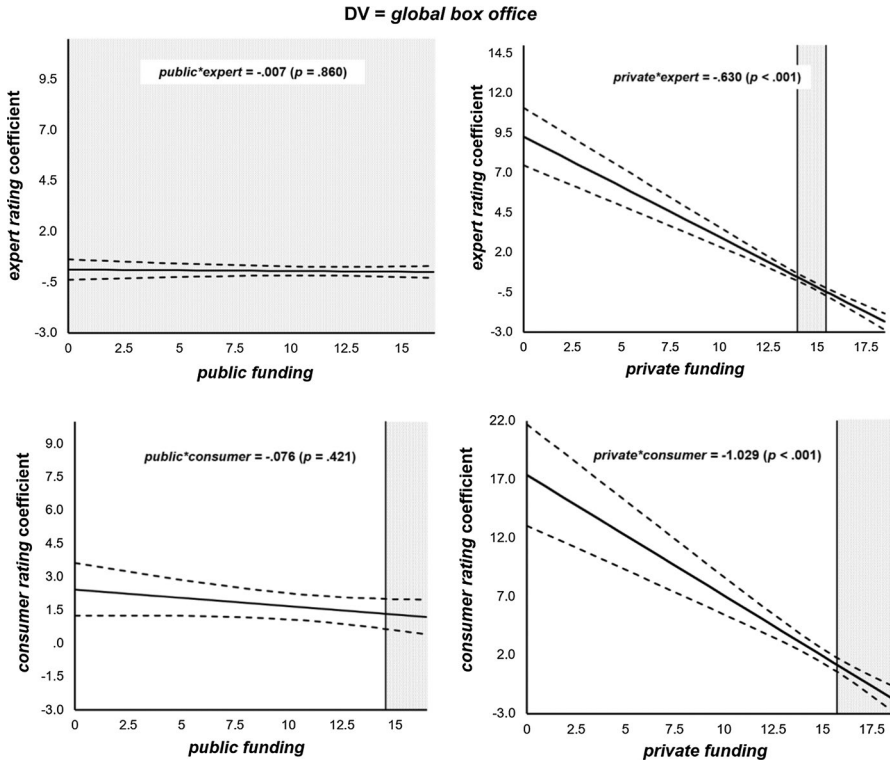 DV = global box office
public*expert = -.007 (p = .860)
expert rating coefficient
9.5
7.0
4.5
2.0
-.5
-3.0
0 2.5 5 7.5 10 12.5 15
public funding
private*expert = -.630 (p < .001)
expert rating coefficient
14.5
12.0
9.5
7.0
4.5
2.0
-.5
-3.0
0 2.5 5 7.5 10 12.5 15 17.5
private funding
public*consumer = -.076 (p = .421)
consumer rating coefficient
9.0
7.5
6.0
4.5
3.0
1.5
.0
-1.5
-3.0
0 2.5 5 7.5 10 12.5 15
public funding
private*consumer = -1.029 (p < .001)
consumer rating coefficient
22.0
17.0
12.0
7.0
2.0
-3.0
0 2.5 5 7.5 10 12.5 15 17.5
private funding